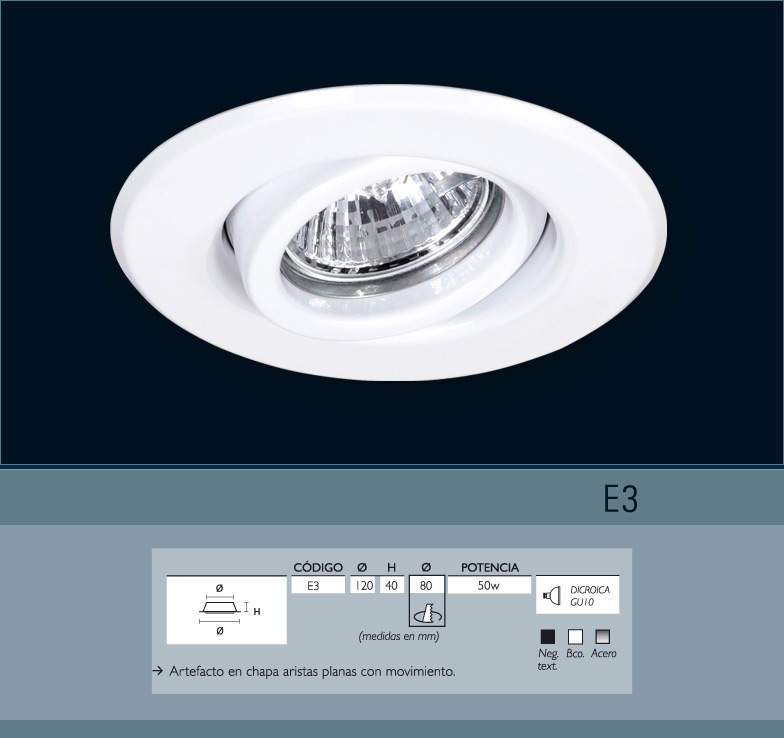 E3
CÓDIGO Ø H Ø POTENCIA
E3 120 40 80 50w
Ø
H
Ø
DICROICA
GU10
(medidas en mm)
Neg. text. Bco. Acero
→ Artefacto en chapa aristas planas con movimiento.